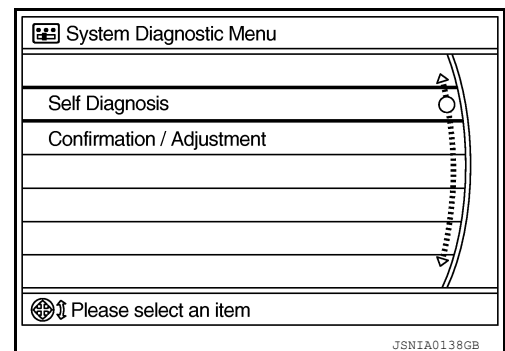 System Diagnostic Menu
Self Diagnosis
Confirmation / Adjustment
Please select an item
JSNIA0138GB